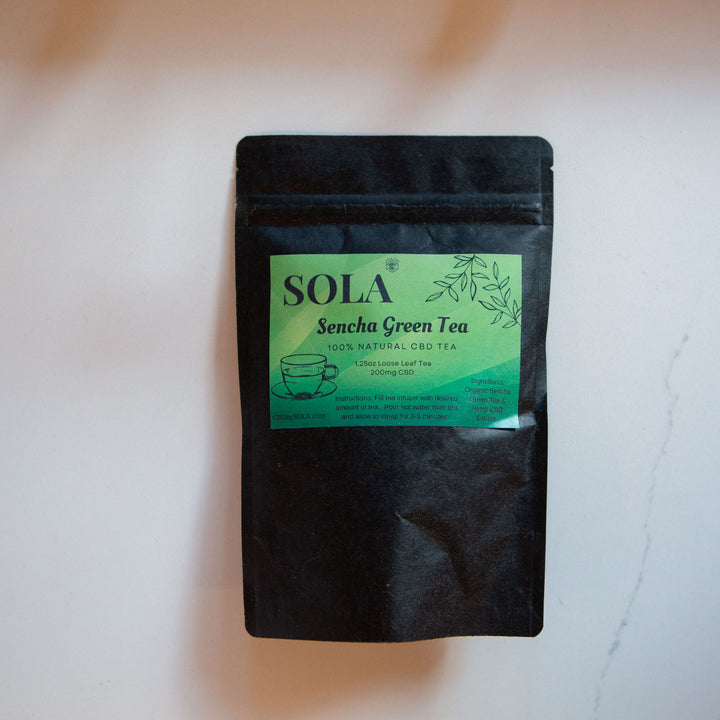 SOLA
Sencha Green Tea
100% NATURAL CBD TEA
1.25oz Loose Leaf Tea
200mg CBD
Instructions: Fill tea infuser with desired
amount of tea. Pour hot water over tea
and allow to steep for 3-5 minutes
Ingredients:
Organic Sencha
Green Tea &
Hemp CBD
Extract
CBDbySOLA.com